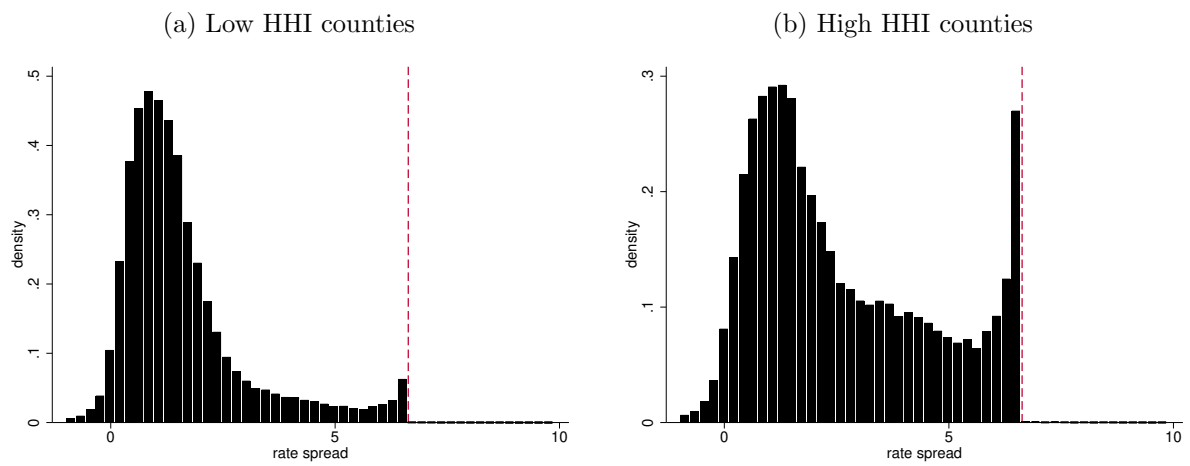 (a) Low HHI counties
.5
.4
.3
.2
.1
0
density
0 5 10
rate spread
(b) High HHI counties
.3
.2
.1
0
density
0 5 10
rate spread